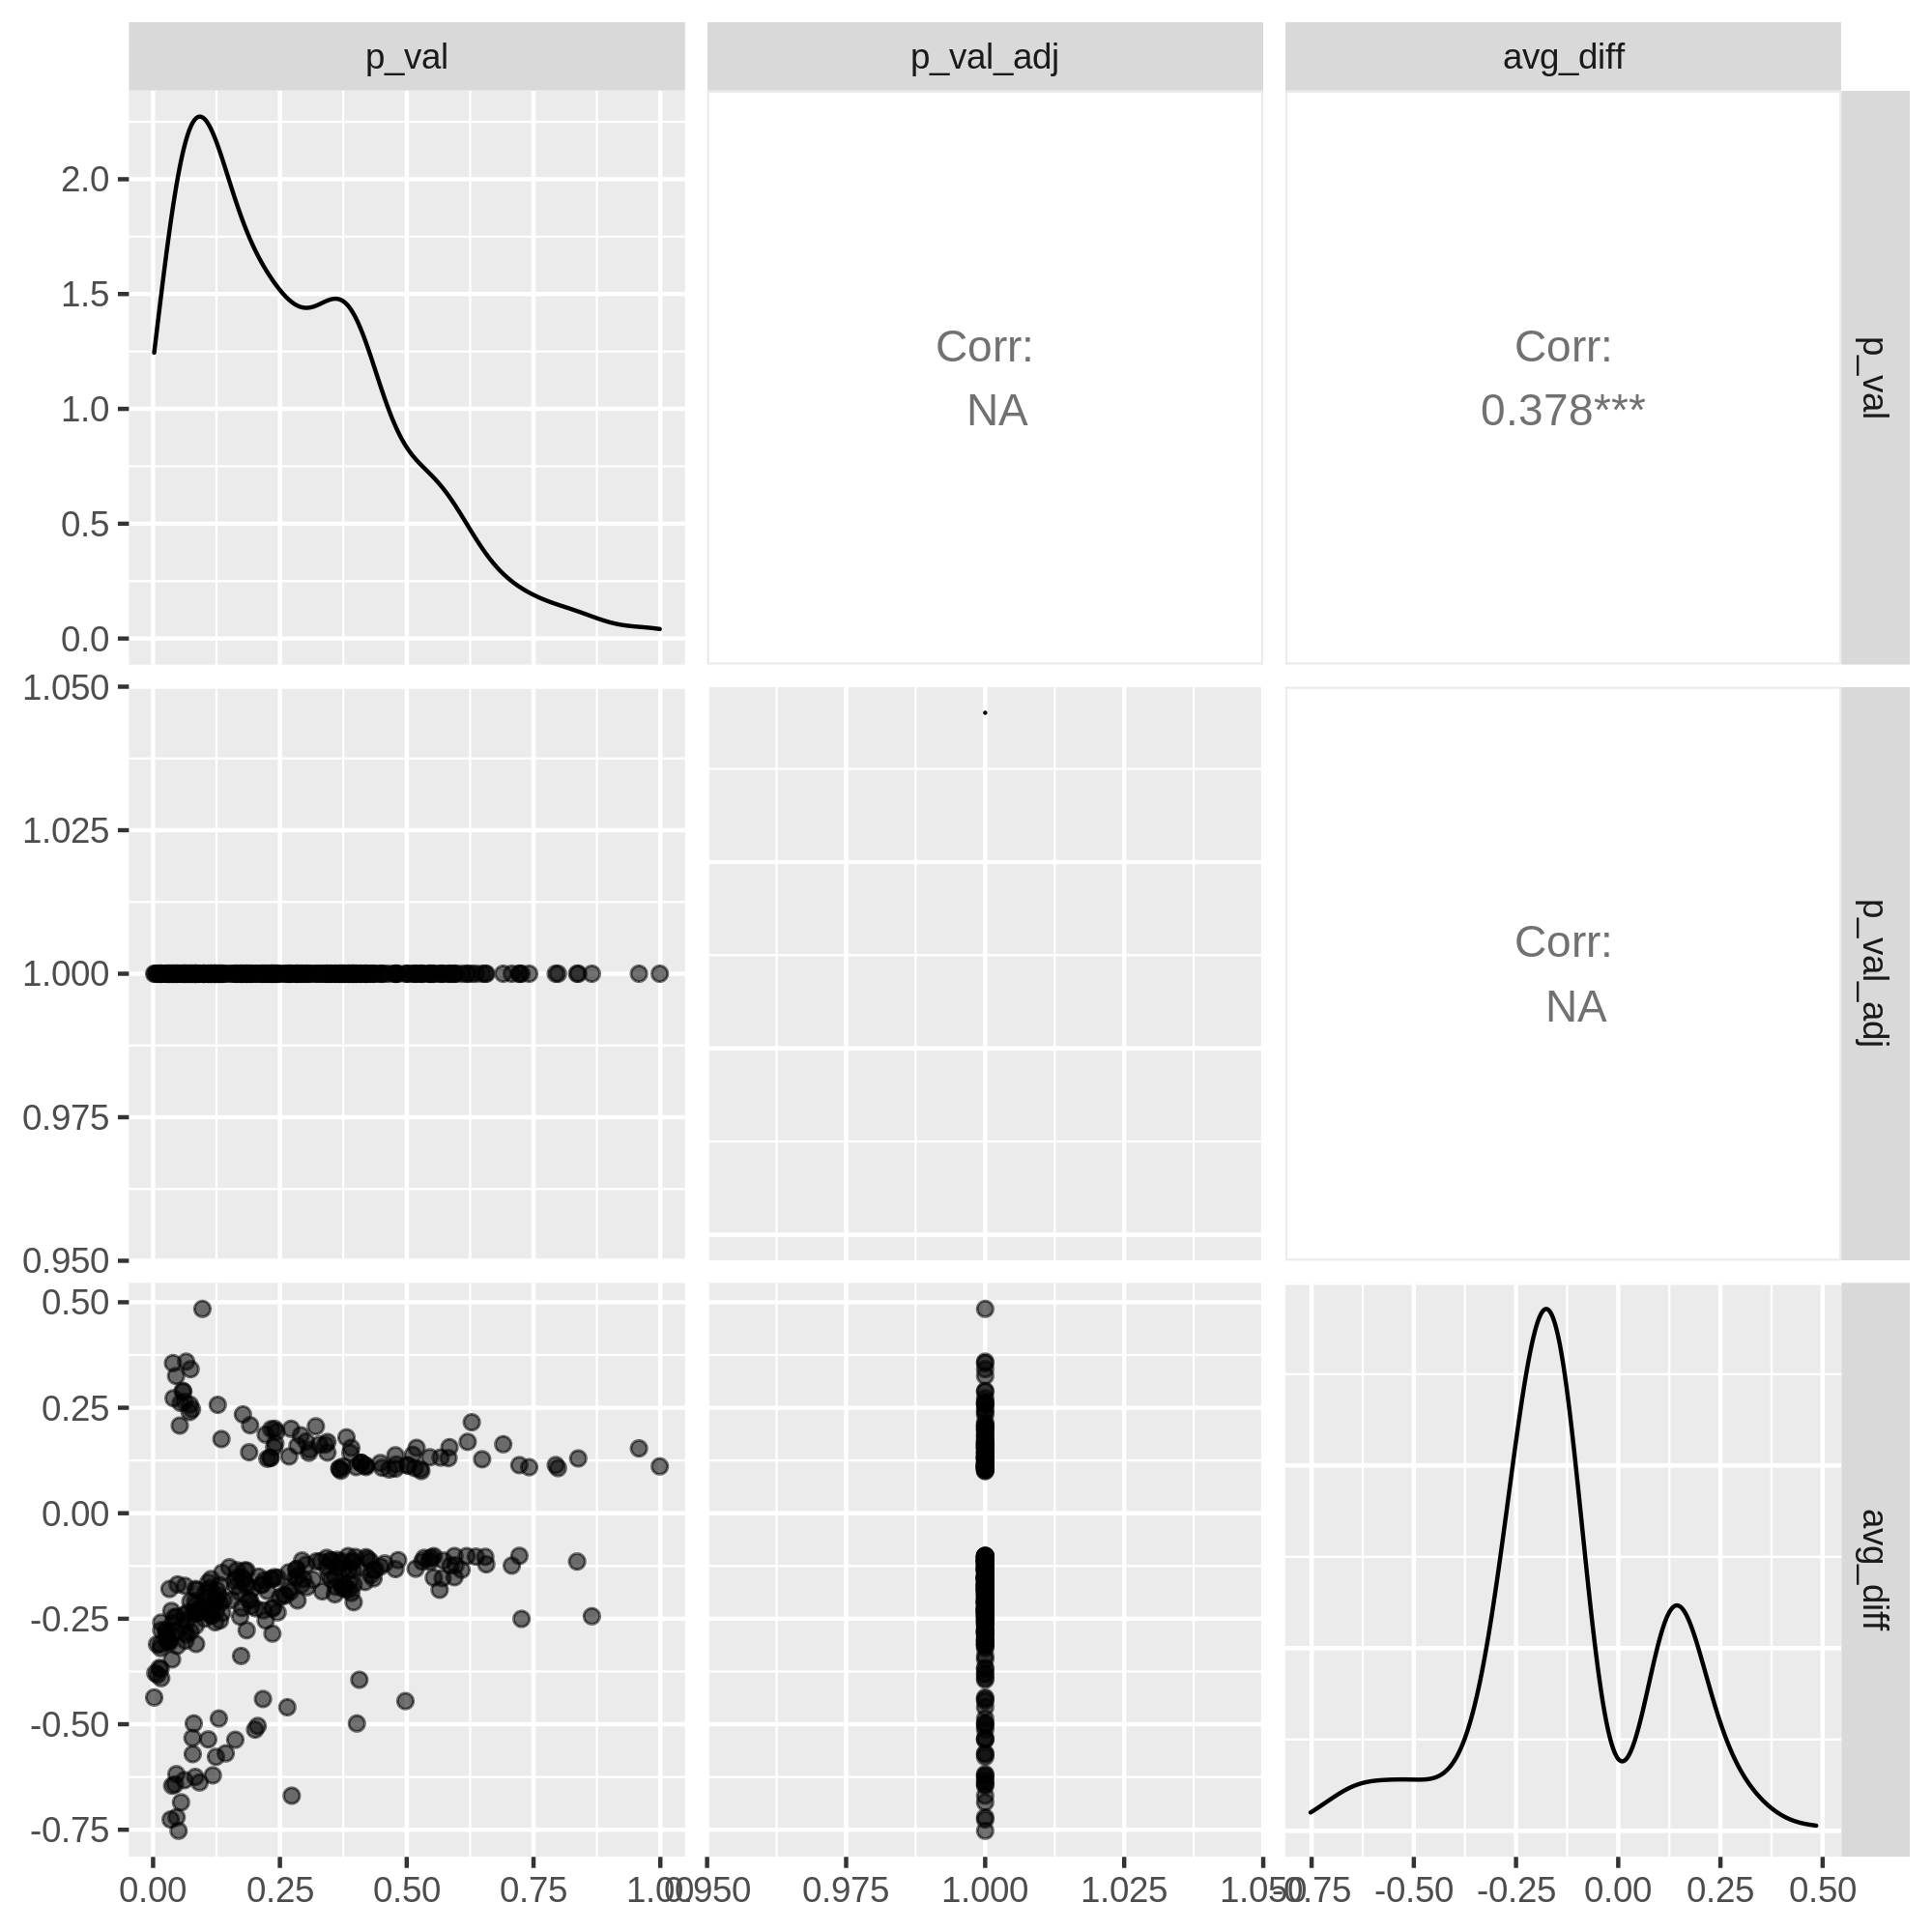 p_val
p_val_adj
avg_diff
2.0
1.5
1.0
0.5
0.0
Corr:
NA
Corr:
0.378***
p_val
1.050
1.025
1.000
0.975
0.950
Corr:
NA
p_val_adj
0.50
0.25
0.00
-0.25
-0.50
-0.75
avg_diff
0.00 0.25 0.50 0.75 1.00
0.950 0.975 1.000 1.025 1.050
-0.75 -0.50 -0.25 0.00 0.25 0.50